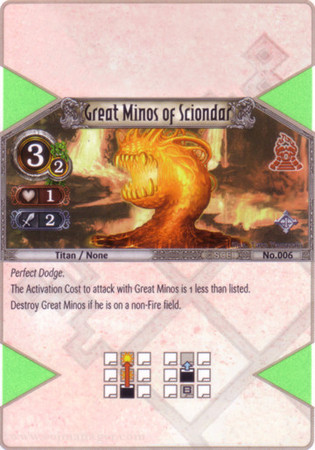 Great Minos of Sciondar
3
2
1
2
Titan / None
No.006
Perfect Dodge.
The Activation Cost to attack with Great Minos is 1 less than listed.
Destroy Great Minos if he is on a non-Fire field.
B